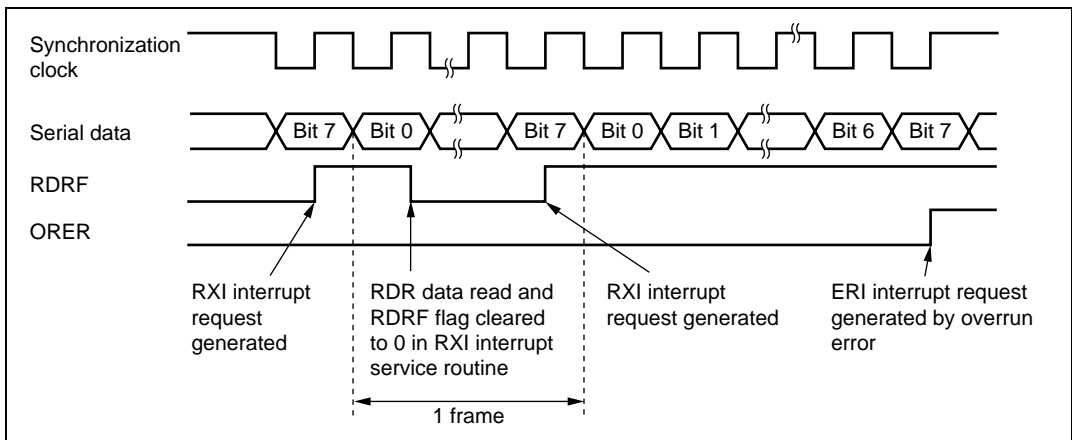 Synchronization
clock
Serial data
Bit 7
Bit 0
Bit 7
Bit 0
Bit 1
Bit 6
Bit 7
RDRF
ORER
RXI interrupt
request
generated
RDR data read and
RDRF flag cleared
to 0 in RXI interrupt
service routine
RXI interrupt
request generated
ERI interrupt request
generated by overrun
error
1 frame